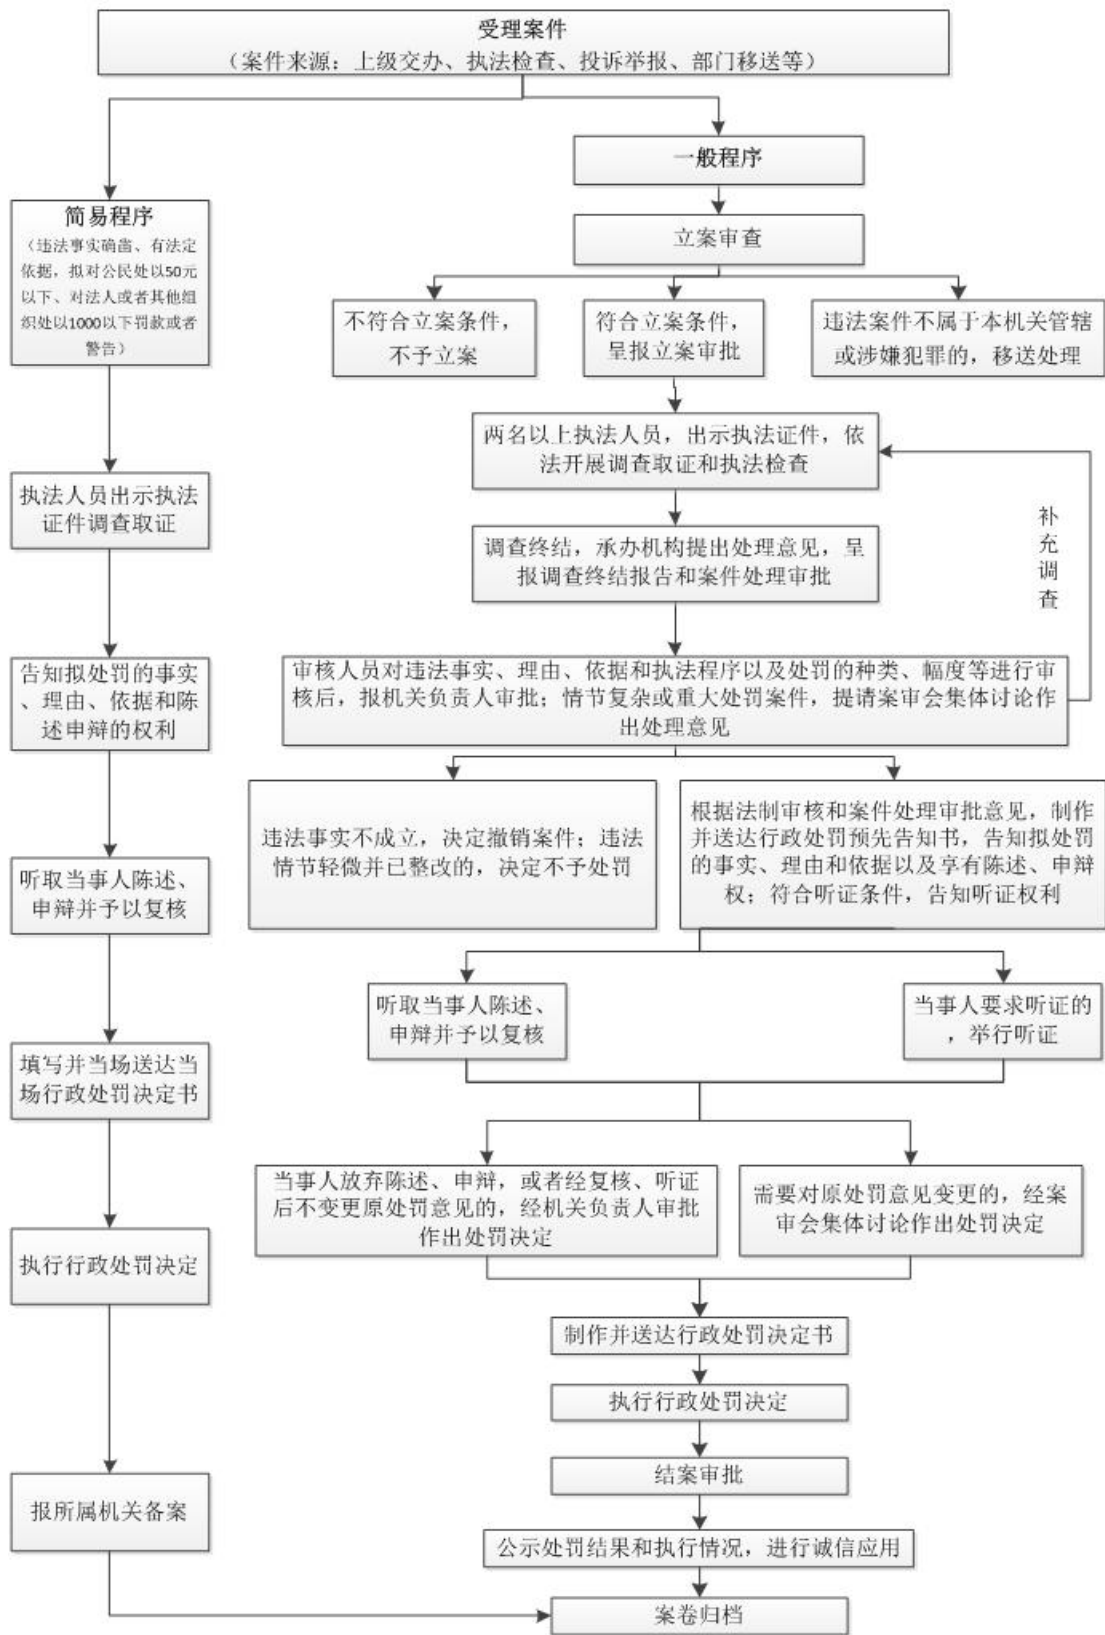 受理案件
（案件来源：上级交办、执法检查、投诉举报、部门移送等）
一般程序
简易程序
（违法事实确凿、有法定
依据，拟对公民处以50元
以下、对法人或者其他组
织处以1000以下罚款或者
警告）
立案审查
不符合立案条件，
不予立案
符合立案条件，
呈报立案审批
违法案件不属于本机关管辖
或涉嫌犯罪的，移送处理
两名以上执法人员，出示执法证件，依
法开展调查取证和执法检查
执法人员出示执法
证件调查取证
补
充
调
查
调查终结，承办机构提出处理意见，呈
报调查终结报告和案件处理审批
告知拟处罚的事实
、理由、依据和陈
述申辩的权利
审核人员对违法事实、理由、依据和执法程序以及处罚的种类、幅度等进行审
核后，报机关负责人审批；情节复杂或重大处罚案件，提请案审会集体讨论作
出处理意见
违法事实不成立，决定撤销案件；违法
情节轻微并已整改的，决定不予处罚
根据法制审核和案件处理审批意见，制作
并送达行政处罚预先告知书，告知拟处罚
的事实、理由和依据以及享有陈述、申辩
权；符合听证条件，告知听证权利
听取当事人陈述、
申辩并予以复核
听取当事人陈述、
申辩并予以复核
当事人要求听证的
，举行听证
填写并当场送达当
场行政处罚决定书
当事人放弃陈述、申辩，或者经复核、听证
后不变更原处罚意见的，经机关负责人审批
作出处罚决定
需要对原处罚意见变更的，经案
审会集体讨论作出处罚决定
执行行政处罚决定
制作并送达行政处罚决定书
执行行政处罚决定
结案审批
报所属机关备案
公示处罚结果和执行情况，进行诚信应用
案卷归档